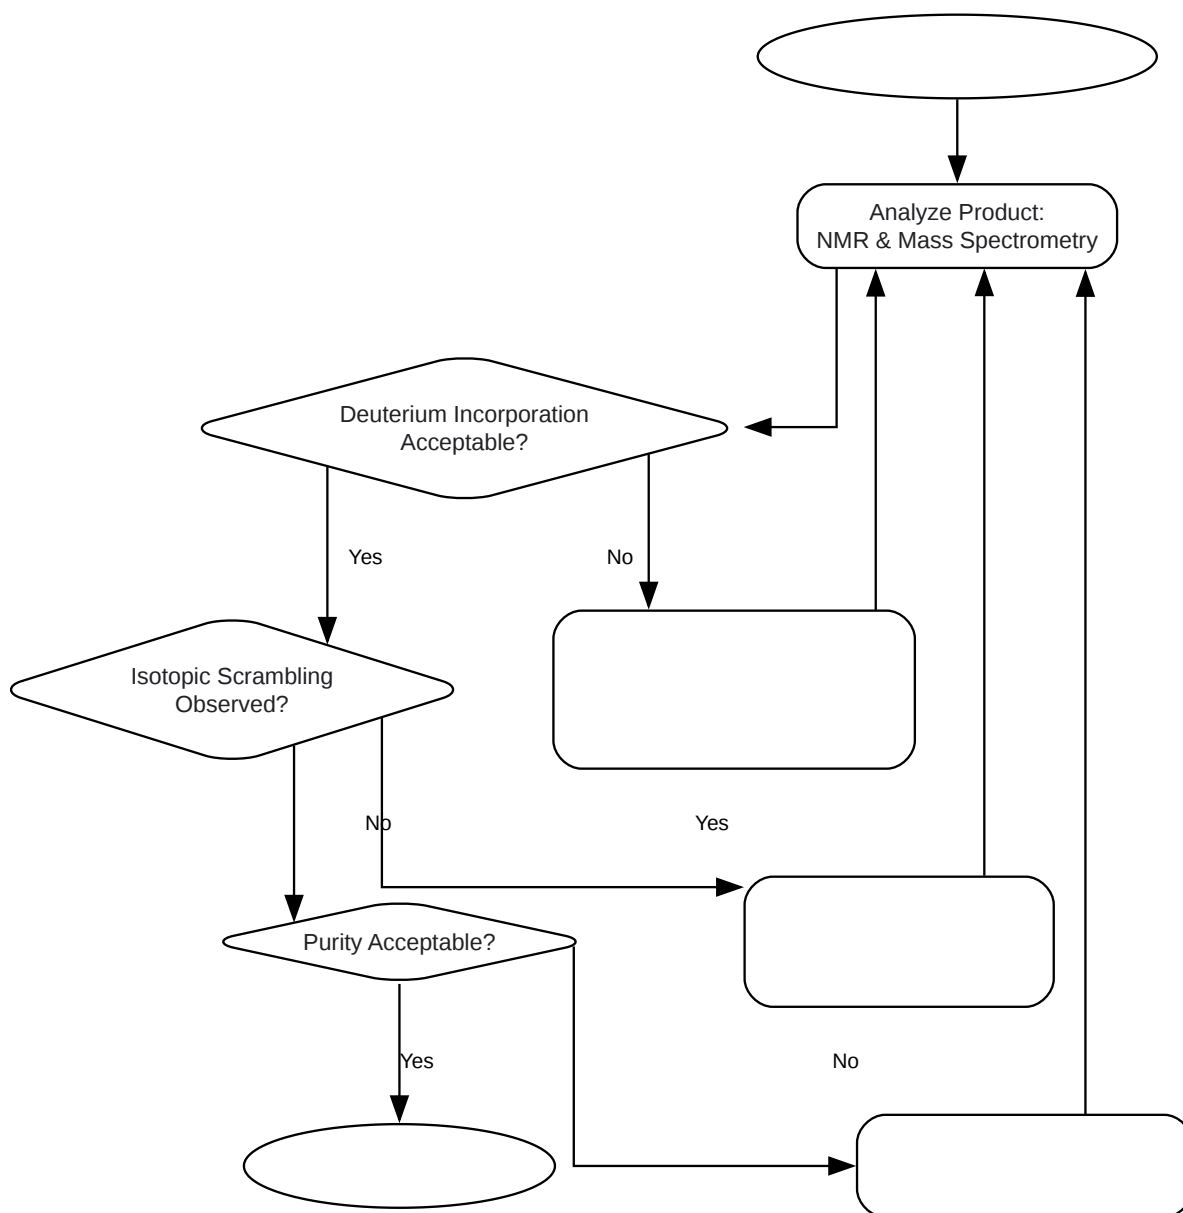 Analyze Product:
NMR & Mass Spectrometry
Deuterium Incorporation
Acceptable?
Yes
No
Isotopic Scrambling
Observed?
No
Yes
Purity Acceptable?
Yes
No